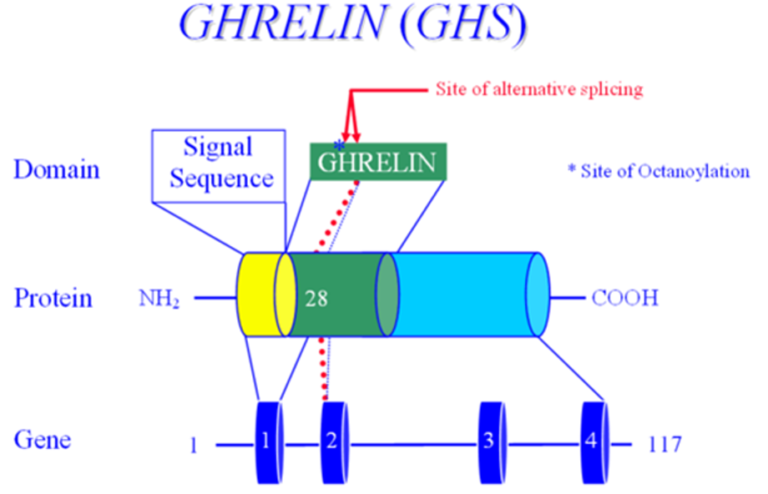 GHRELIN (GHS)
Site of alternative splicing
Domain
Signal
Sequence
*
GHRELIN
* Site of Octanoylation
Protein
NH₂
28
COOH
Gene
1
1
2
3
4
117